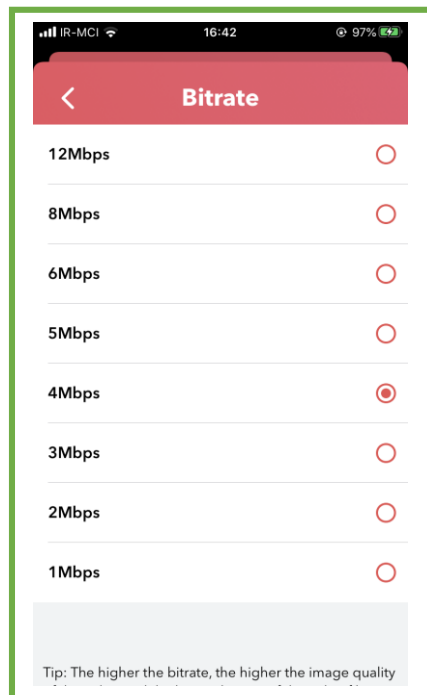 IR-MCI 16:42 97%
Bitrate
12Mbps
8Mbps
6Mbps
5Mbps
4Mbps
3Mbps
2Mbps
1Mbps
Tip: The higher the bitrate, the higher the image quality